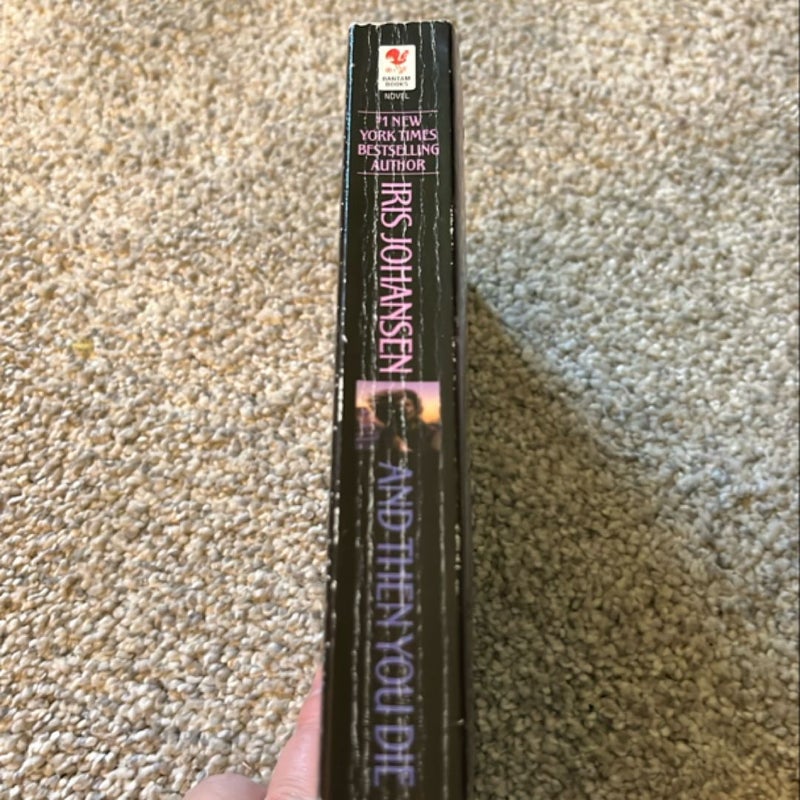 BANTAM
BOOKS
NOVEL
#1 NEW
YORK TIMES
BESTSELLING
AUTHOR
IRIS JOHANSEN
AND THEN YOU DIE